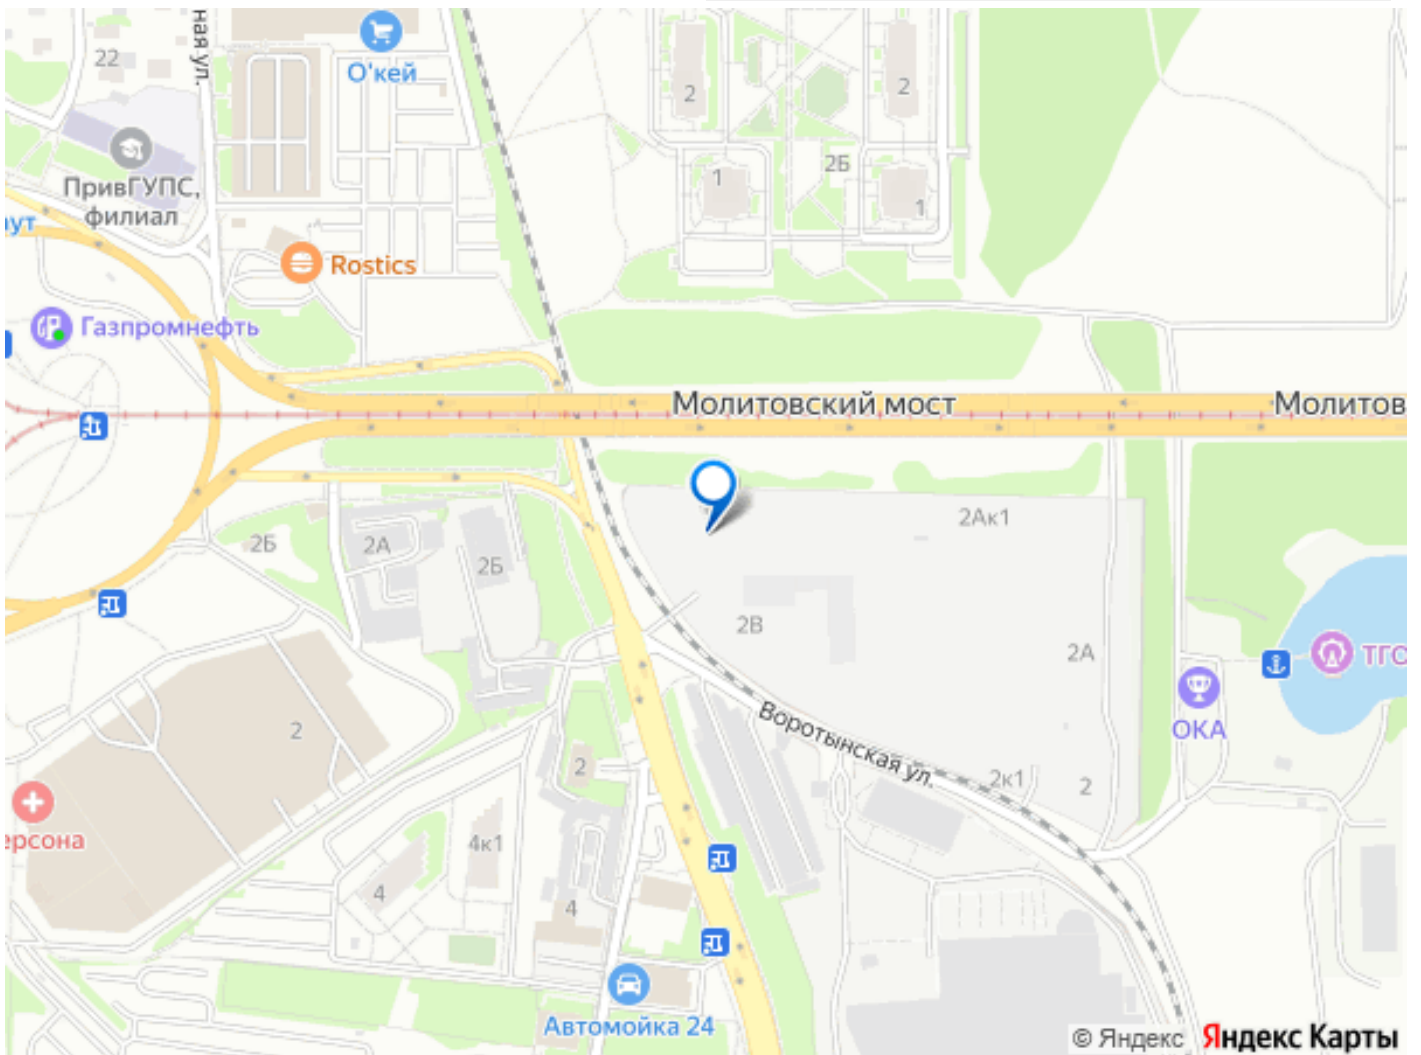 ная ул.
22
О'кей
2
2
ПривГУПС,
филиал
2Б
1
1
ут
Rostics
Газпромнефть
Молитовский мост
Молитов
2Ак1
2Б
2А
2Б
2В
2А
ТГО
ОКА
Воротынская ул.
2
2
2к1
2
ерсона
4к1
4
4
Автомойка 24
© Яндекс Яндекс Карты